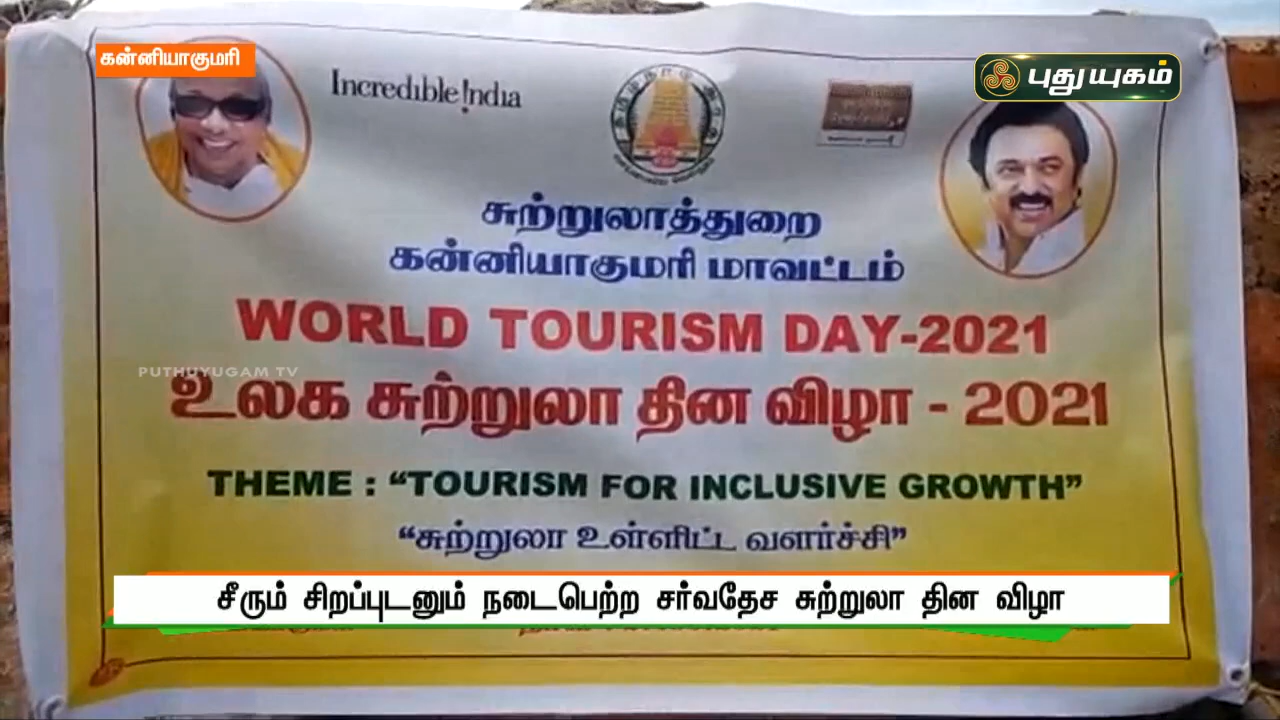 கன்னியாகுமரி
புதுயுகம்
Incredible!ndia
சுற்றுலாத்துறை
கன்னியாகுமரி மாவட்டம்
WORLD TOURISM DAY-2021
PUTHUYUGAM TV
உலக சுற்றுலா தின விழா - 2021
THEME : “TOURISM FOR INCLUSIVE GROWTH”
“சுற்றுலா உள்ளிட்ட வளர்ச்சி”
சீரும் சிறப்புடனும் நடைபெற்ற சர்வதேச சுற்றுலா தின விழா